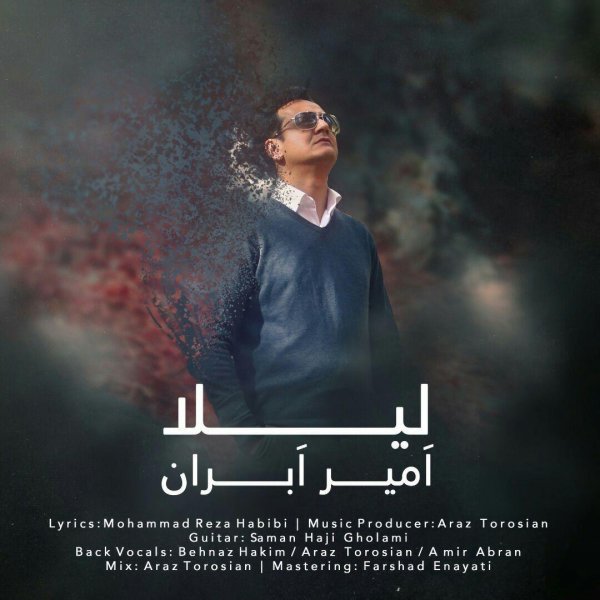 لیلا
اَمیر اَبران
Lyrics:Mohammad Reza Habibi | Music Producer:Araz Torosian
Guitar: Saman Haji Gholami
Back Vocals: Behnaz Hakim / Araz Torosian / Amir Abran
Mix: Araz Torosian | Mastering: Farshad Enayati